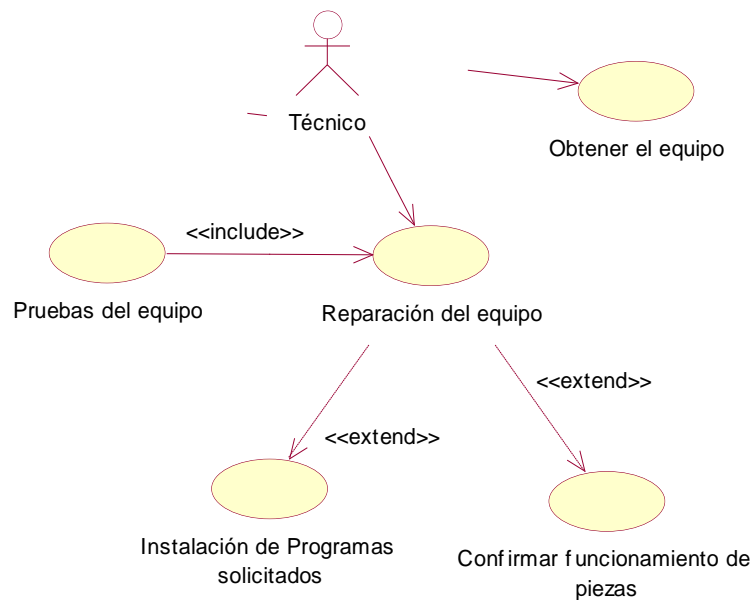 Técnico
Obtener el equipo
<<include>>
Pruebas del equipo
Reparación del equipo
<<extend>>
<<extend>>
Instalación de Programas
solicitados
Confirmar funcionamiento de
piezas